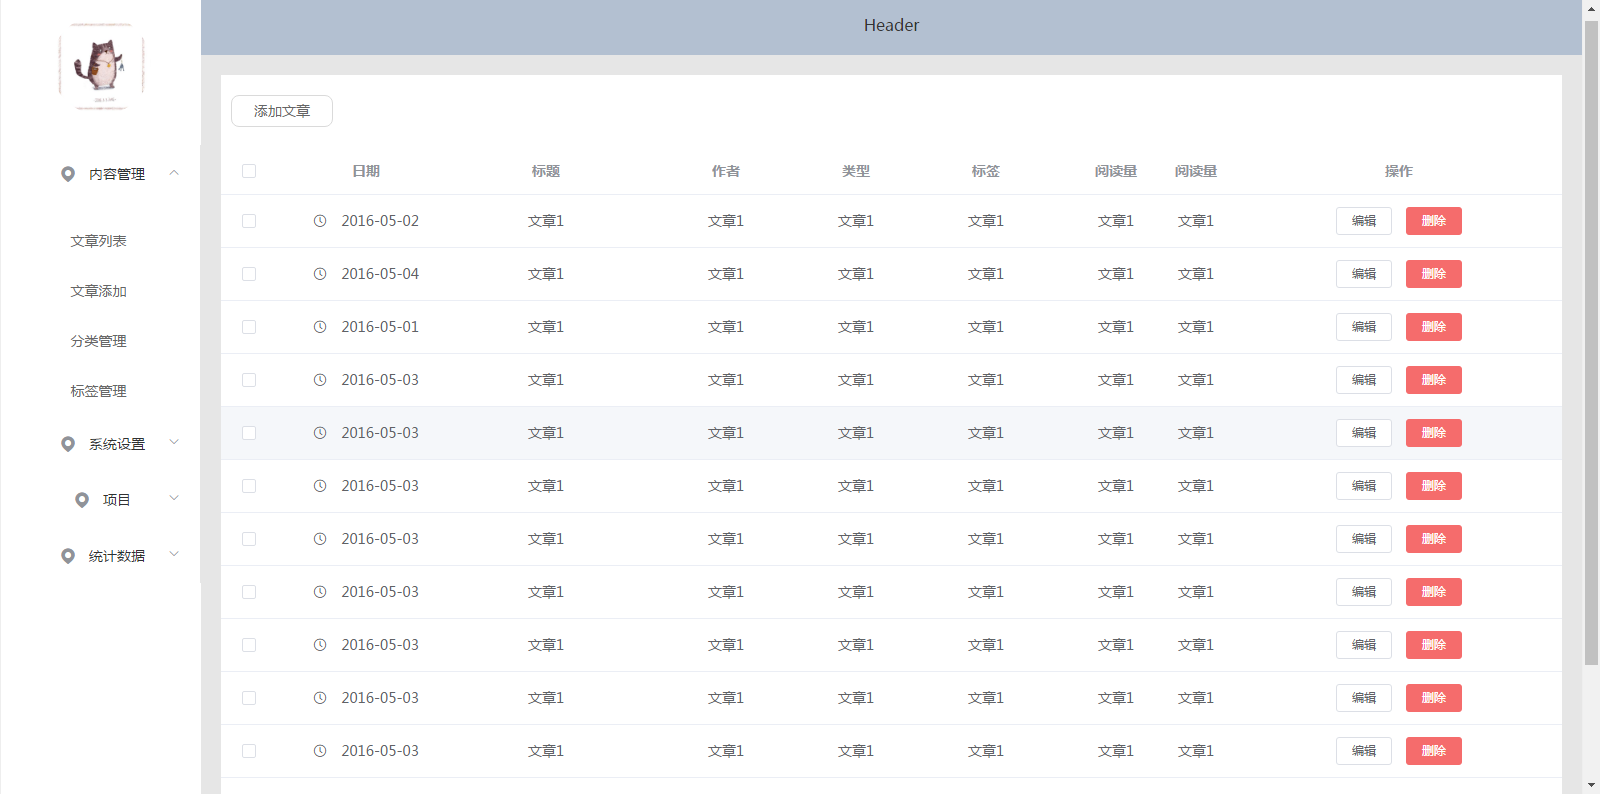 Header
添加文章
内容管理
文章列表
文章添加
分类管理
标签管理
系统设置
项目
统计数据
日期 标题 作者 类型 标签 阅读量 阅读量 操作
2016-05-02 文章1 文章1 文章1 文章1 文章1 文章1 编辑 删除
2016-05-04 文章1 文章1 文章1 文章1 文章1 文章1 编辑 删除
2016-05-01 文章1 文章1 文章1 文章1 文章1 文章1 编辑 删除
2016-05-03 文章1 文章1 文章1 文章1 文章1 文章1 编辑 删除
2016-05-03 文章1 文章1 文章1 文章1 文章1 文章1 编辑 删除
2016-05-03 文章1 文章1 文章1 文章1 文章1 文章1 编辑 删除
2016-05-03 文章1 文章1 文章1 文章1 文章1 文章1 编辑 删除
2016-05-03 文章1 文章1 文章1 文章1 文章1 文章1 编辑 删除
2016-05-03 文章1 文章1 文章1 文章1 文章1 文章1 编辑 删除
2016-05-03 文章1 文章1 文章1 文章1 文章1 文章1 编辑 删除
2016-05-03 文章1 文章1 文章1 文章1 文章1 文章1 编辑 删除